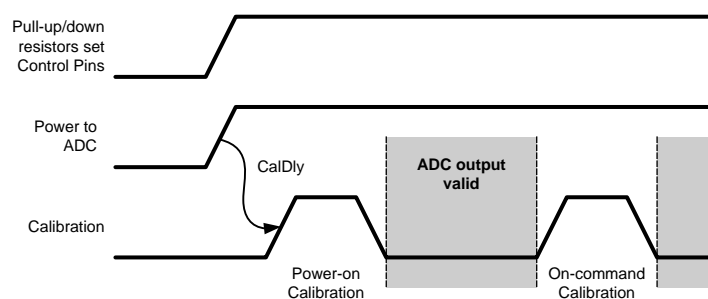 Pull-up/down
resistors set
Control Pins
Power to
ADC
CalDly
ADC output
valid
Calibration
Power-on
Calibration
On-command
Calibration